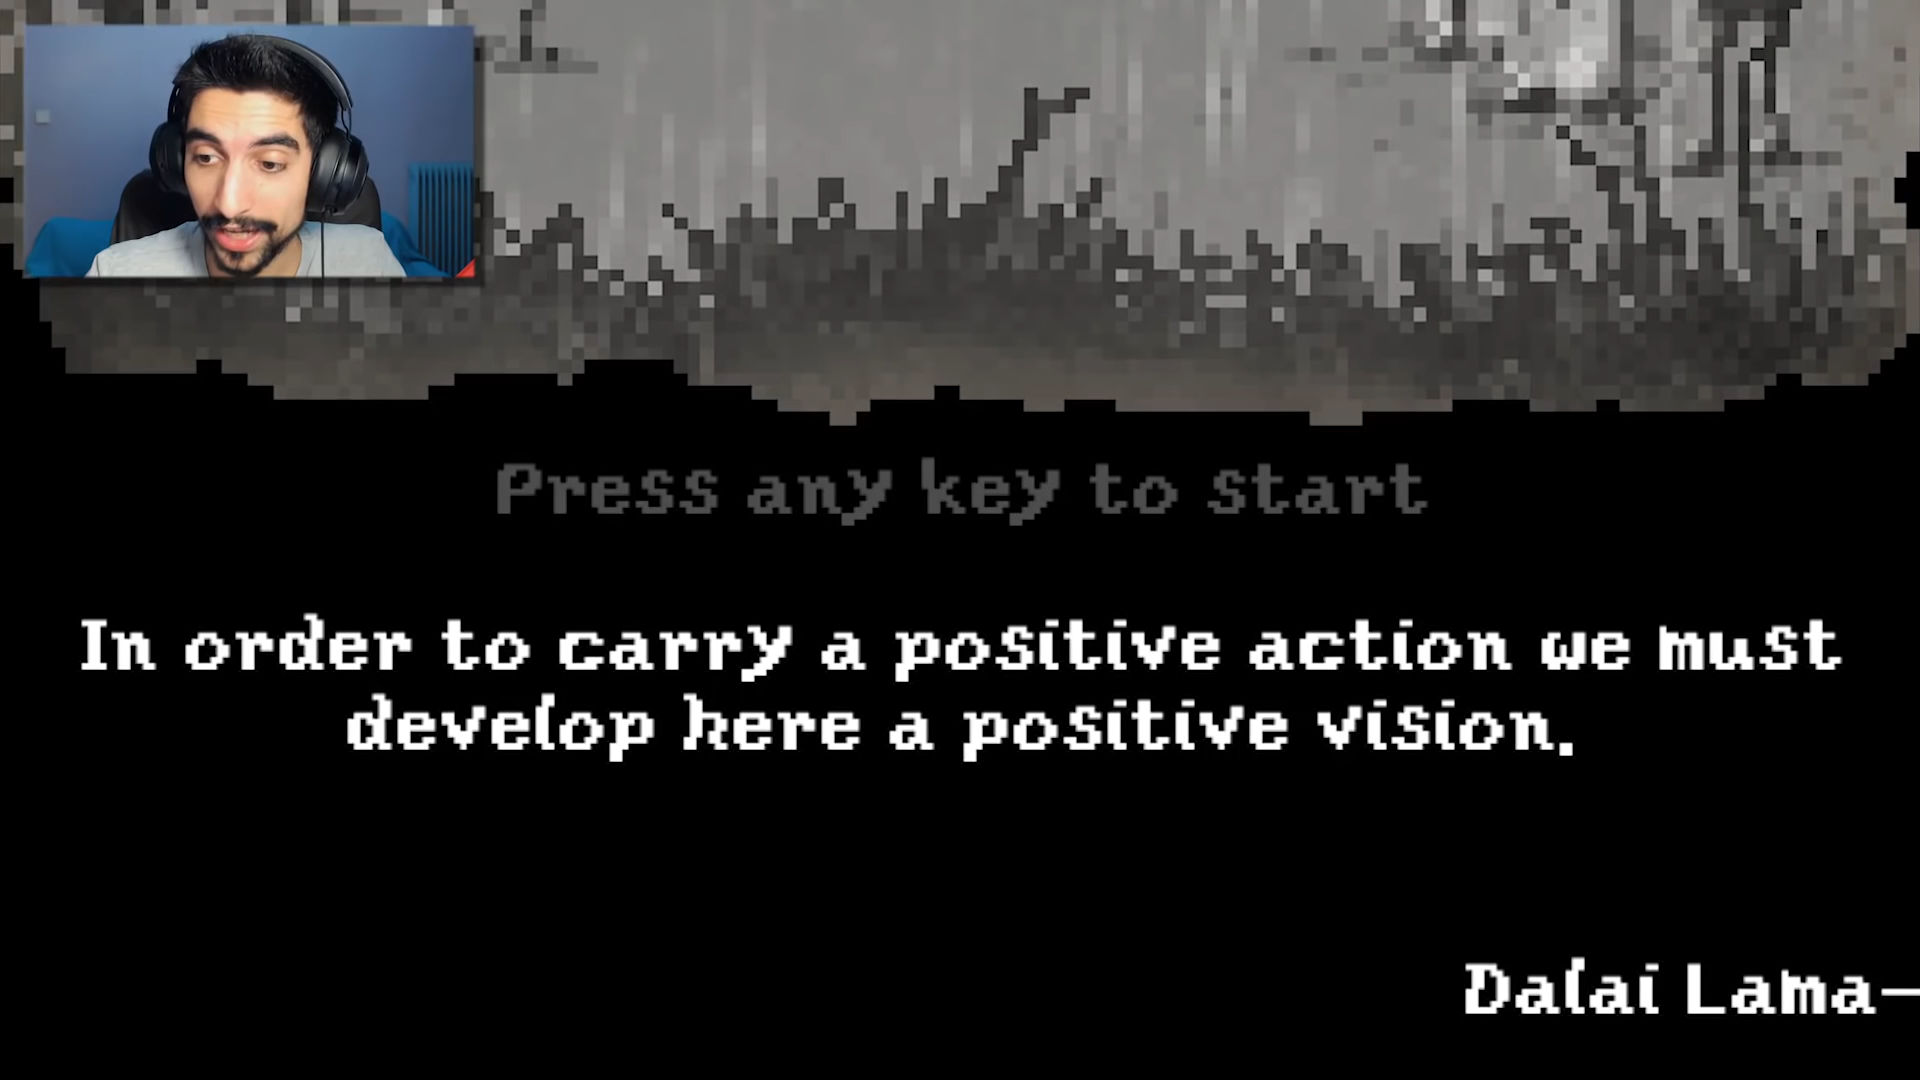 Press any key to start
In order to carry a positive action we must
develop here a positive vision.
Dalai Lama-